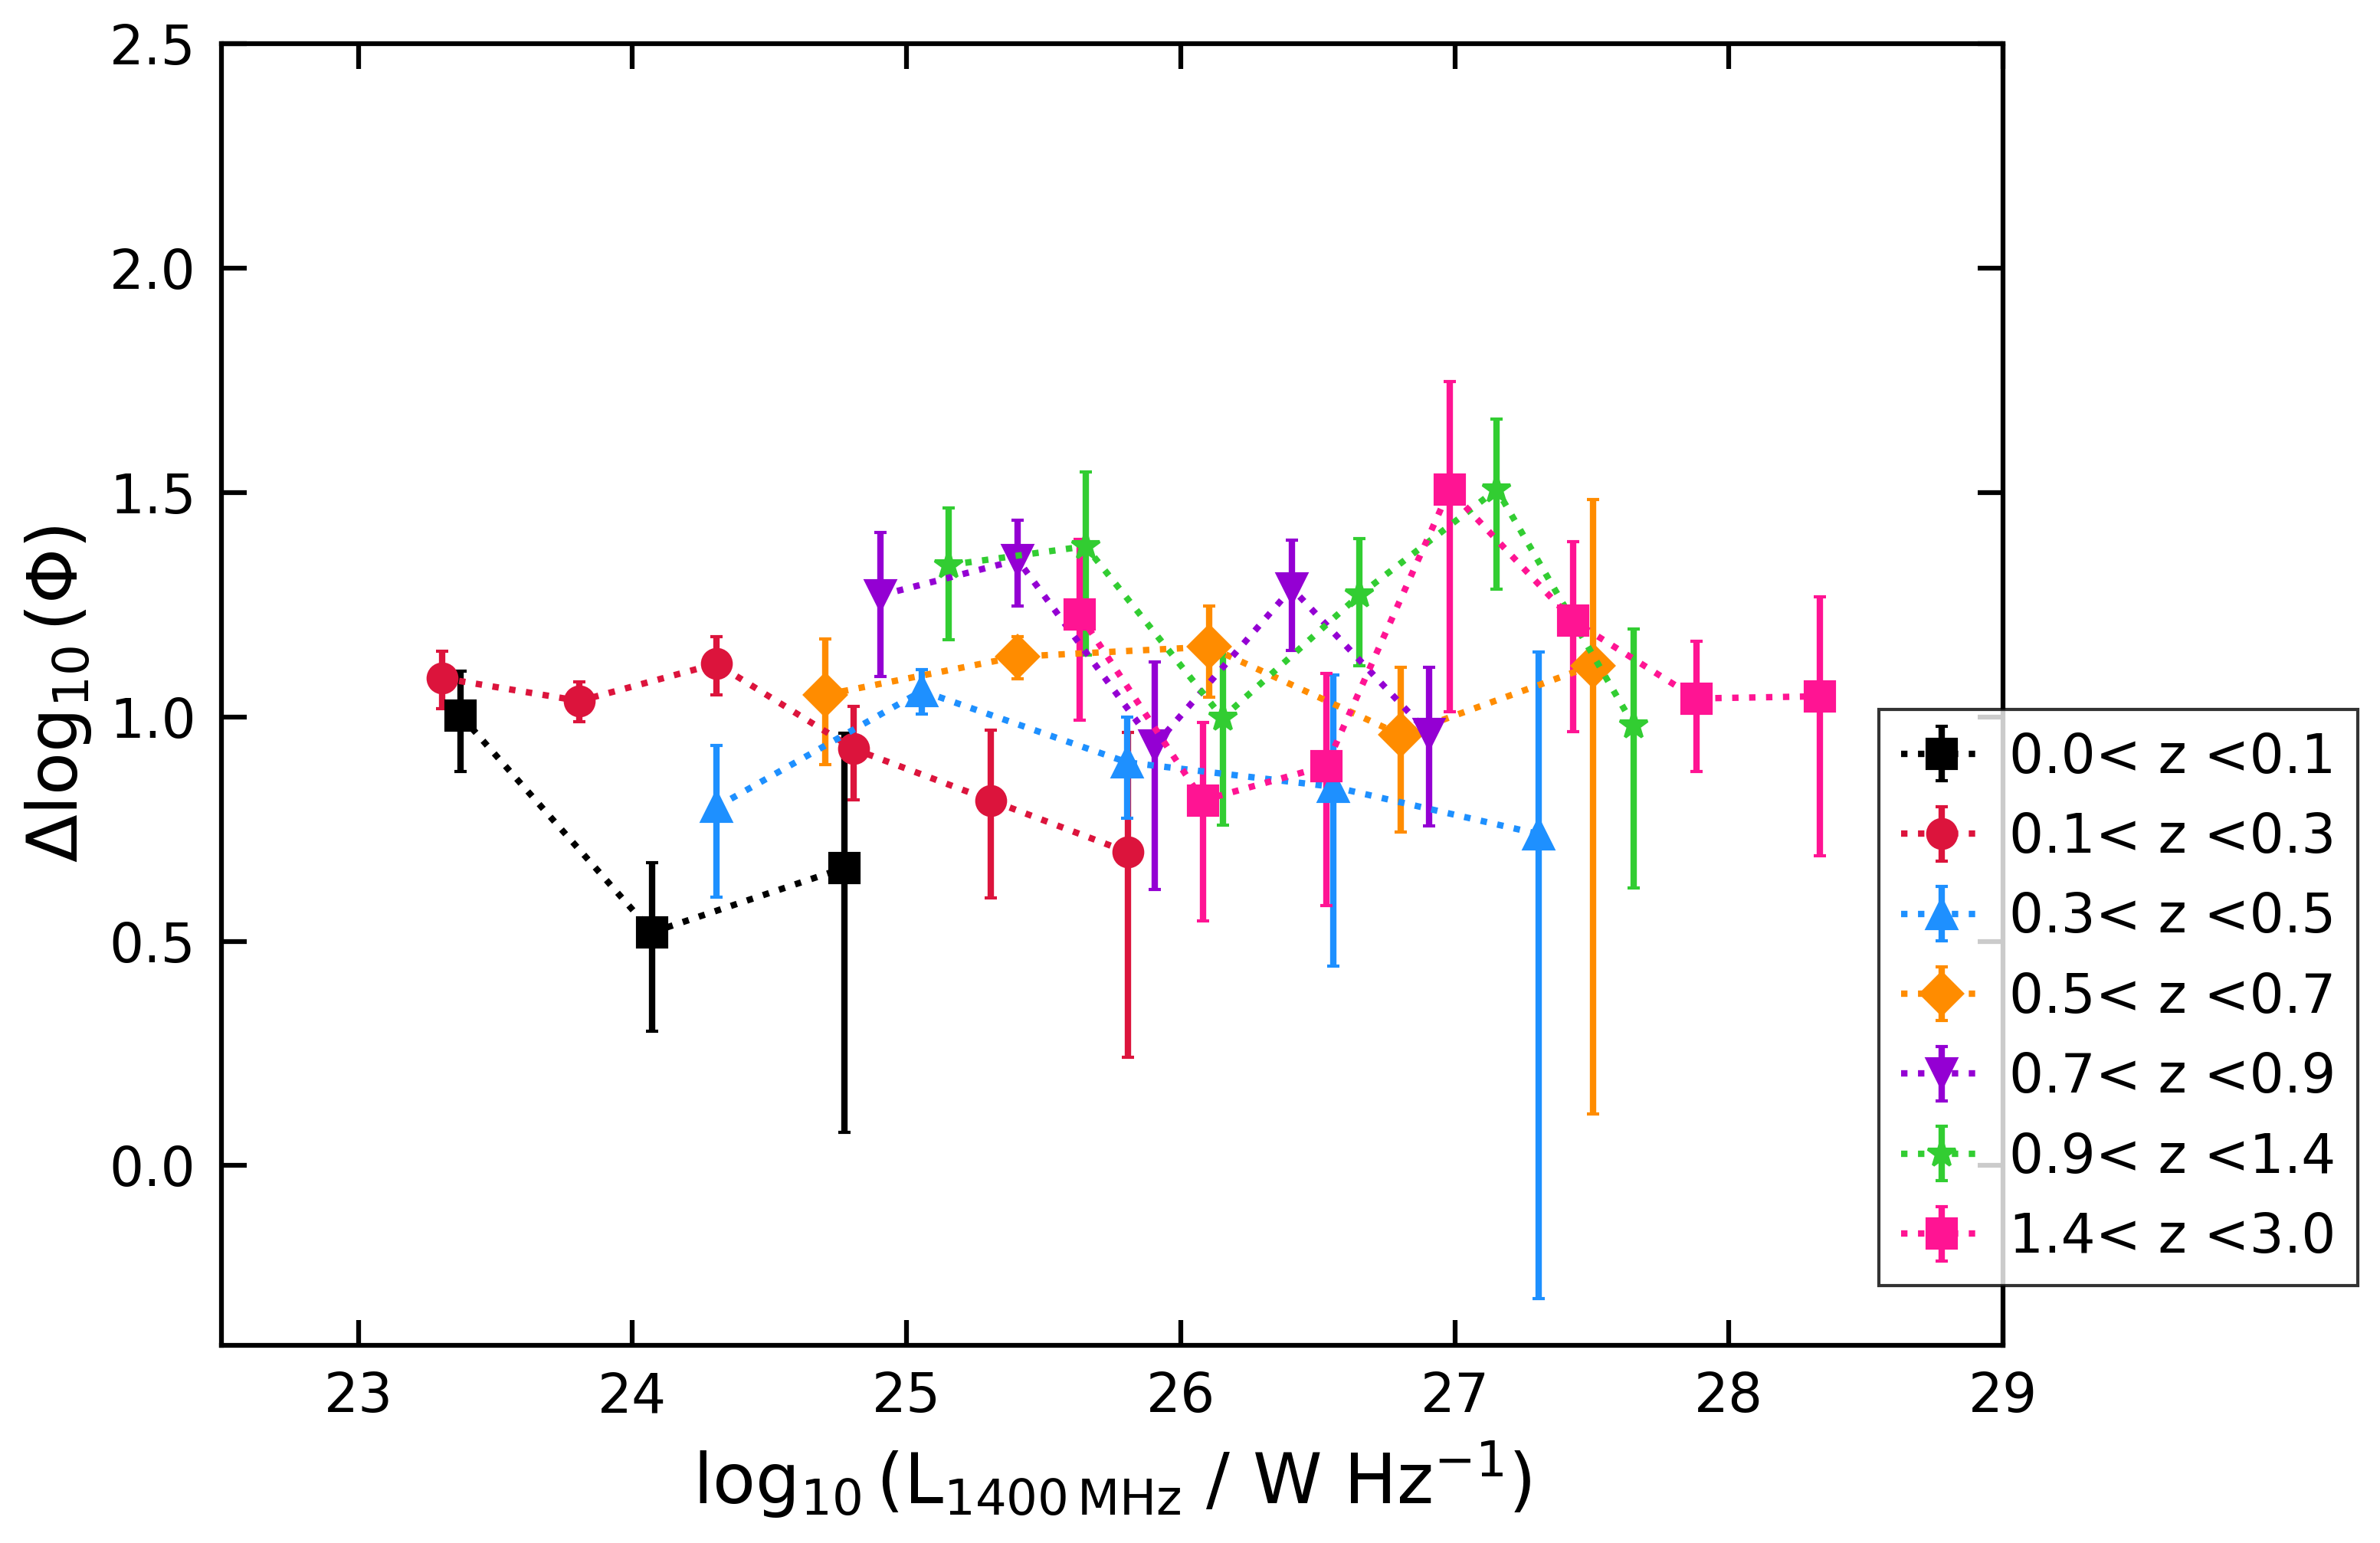 2.5
2.0
1.5
1.0
0.5
0.0
Δlog₁₀ (Φ)
23 24 25 26 27 28 29
log₁₀ (L₁₄₀₀ MHz / W Hz⁻¹)
0.0< z <0.1
0.1< z <0.3
0.3< z <0.5
0.5< z <0.7
0.7< z <0.9
0.9< z <1.4
1.4< z <3.0